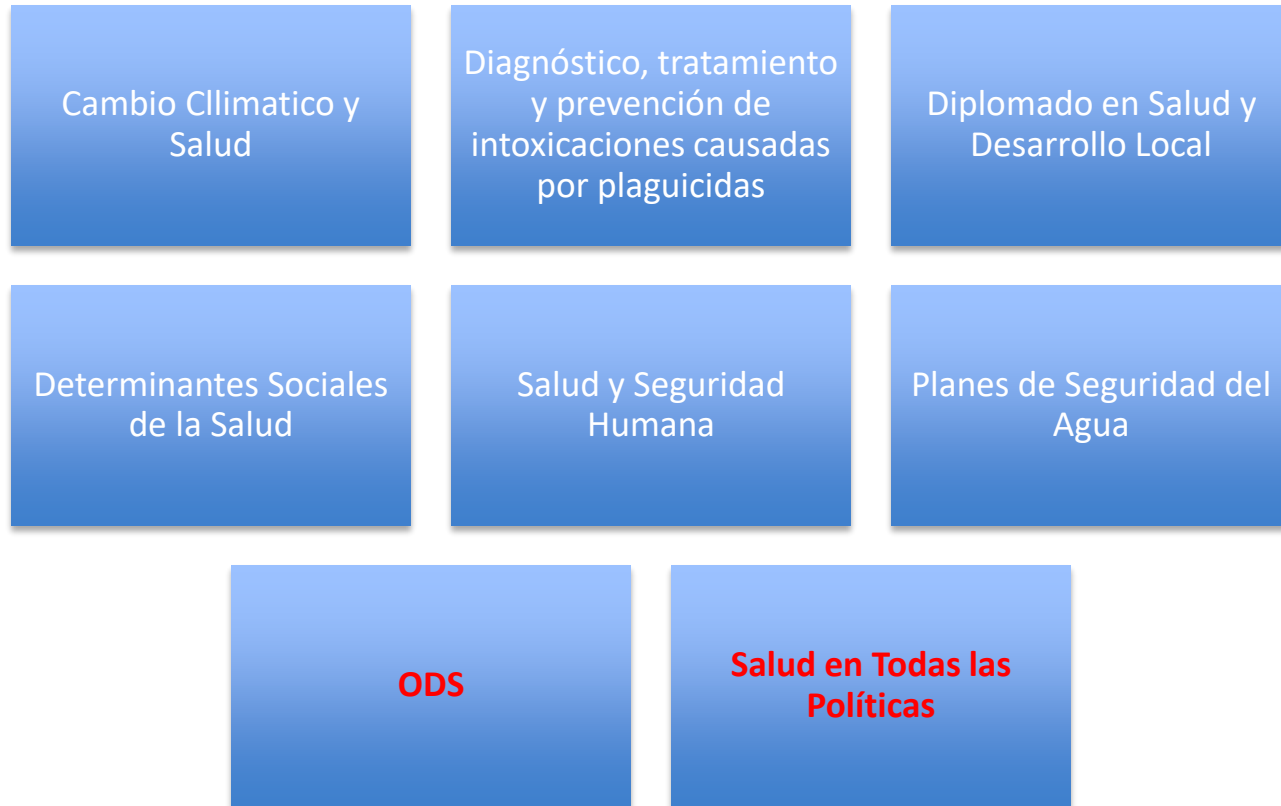 Cambio Cllimatico y
Salud
Diagnóstico, tratamiento
y prevención de
intoxicaciones causadas
por plaguicidas
Diplomado en Salud y
Desarrollo Local
Determinantes Sociales
de la Salud
Salud y Seguridad
Humana
Planes de Seguridad del
Agua
ODS
Salud en Todas las
Políticas